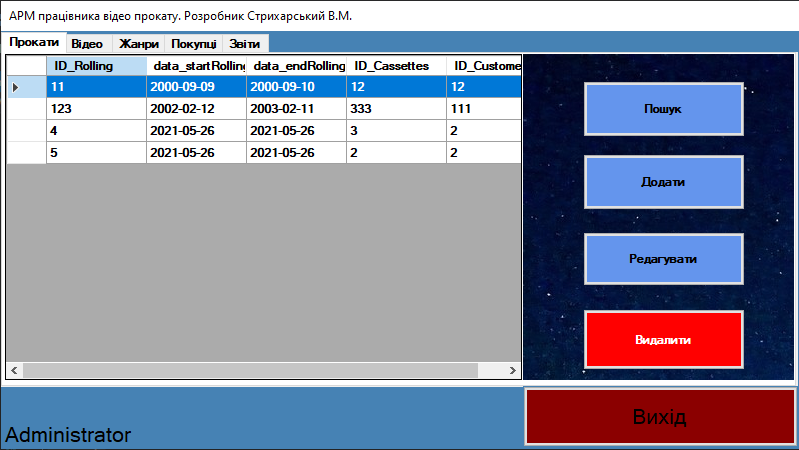 АРМ працівника відео прокату. Розробник Стрихарський В.М.
Прокати Відео Жанри Покупці Звіти
ID_Rolling data_startRolling data_endRolling ID_Cassettes ID_Custome
11 2000-09-09 2000-09-10 12 12
123 2002-02-12 2003-02-11 333 111
4 2021-05-26 2021-05-26 3 2
5 2021-05-26 2021-05-26 2 2
Пошук
Додати
Редагувати
Видалити
Administrator
Вихід